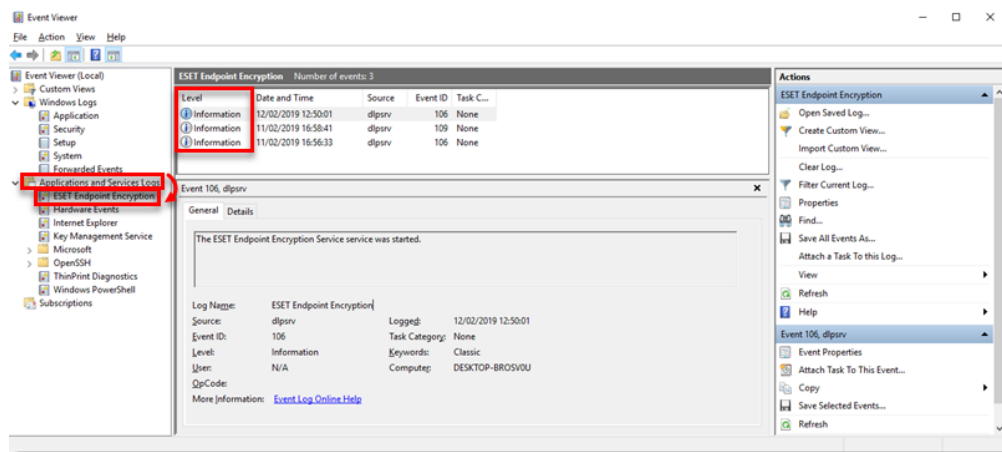 Event Viewer
File Action View Help
Event Viewer (Local)
Custom Views
Windows Logs
Application
Security
Setup
System
Forwarded Events
Applications and Services Logs
ESET Endpoint Encryption
Hardware Events
Internet Explorer
Key Management Service
Microsoft
OpenSSH
ThinPrint Diagnostics
Windows PowerShell
Subscriptions
ESET Endpoint Encryption Number of events: 3
Level Date and Time Source Event ID Task C...
Information 12/02/2019 12:50:01 dlpsrv 106 None
Information 11/02/2019 16:58:41 dlpsrv 109 None
Information 11/02/2019 16:56:33 dlpsrv 106 None
Event 106, dlpsrv
General Details
The ESET Endpoint Encryption Service service was started.
Log Name: ESET Endpoint Encryption
Source: dlpsrv Logged: 12/02/2019 12:50:01
Event ID: 106 Task Category: None
Level: Information Keywords: Classic
User: N/A Computer: DESKTOP-BROSV0U
OpCode:
More Information: Event Log Online Help
Actions
ESET Endpoint Encryption
Open Saved Log...
Create Custom View...
Import Custom View...
Clear Log...
Filter Current Log...
Properties
Find...
Save All Events As...
Attach a Task To this Log...
View
Refresh
Help
Event 106, dlpsrv
Event Properties
Attach Task To This Event...
Copy
Save Selected Events...
Refresh